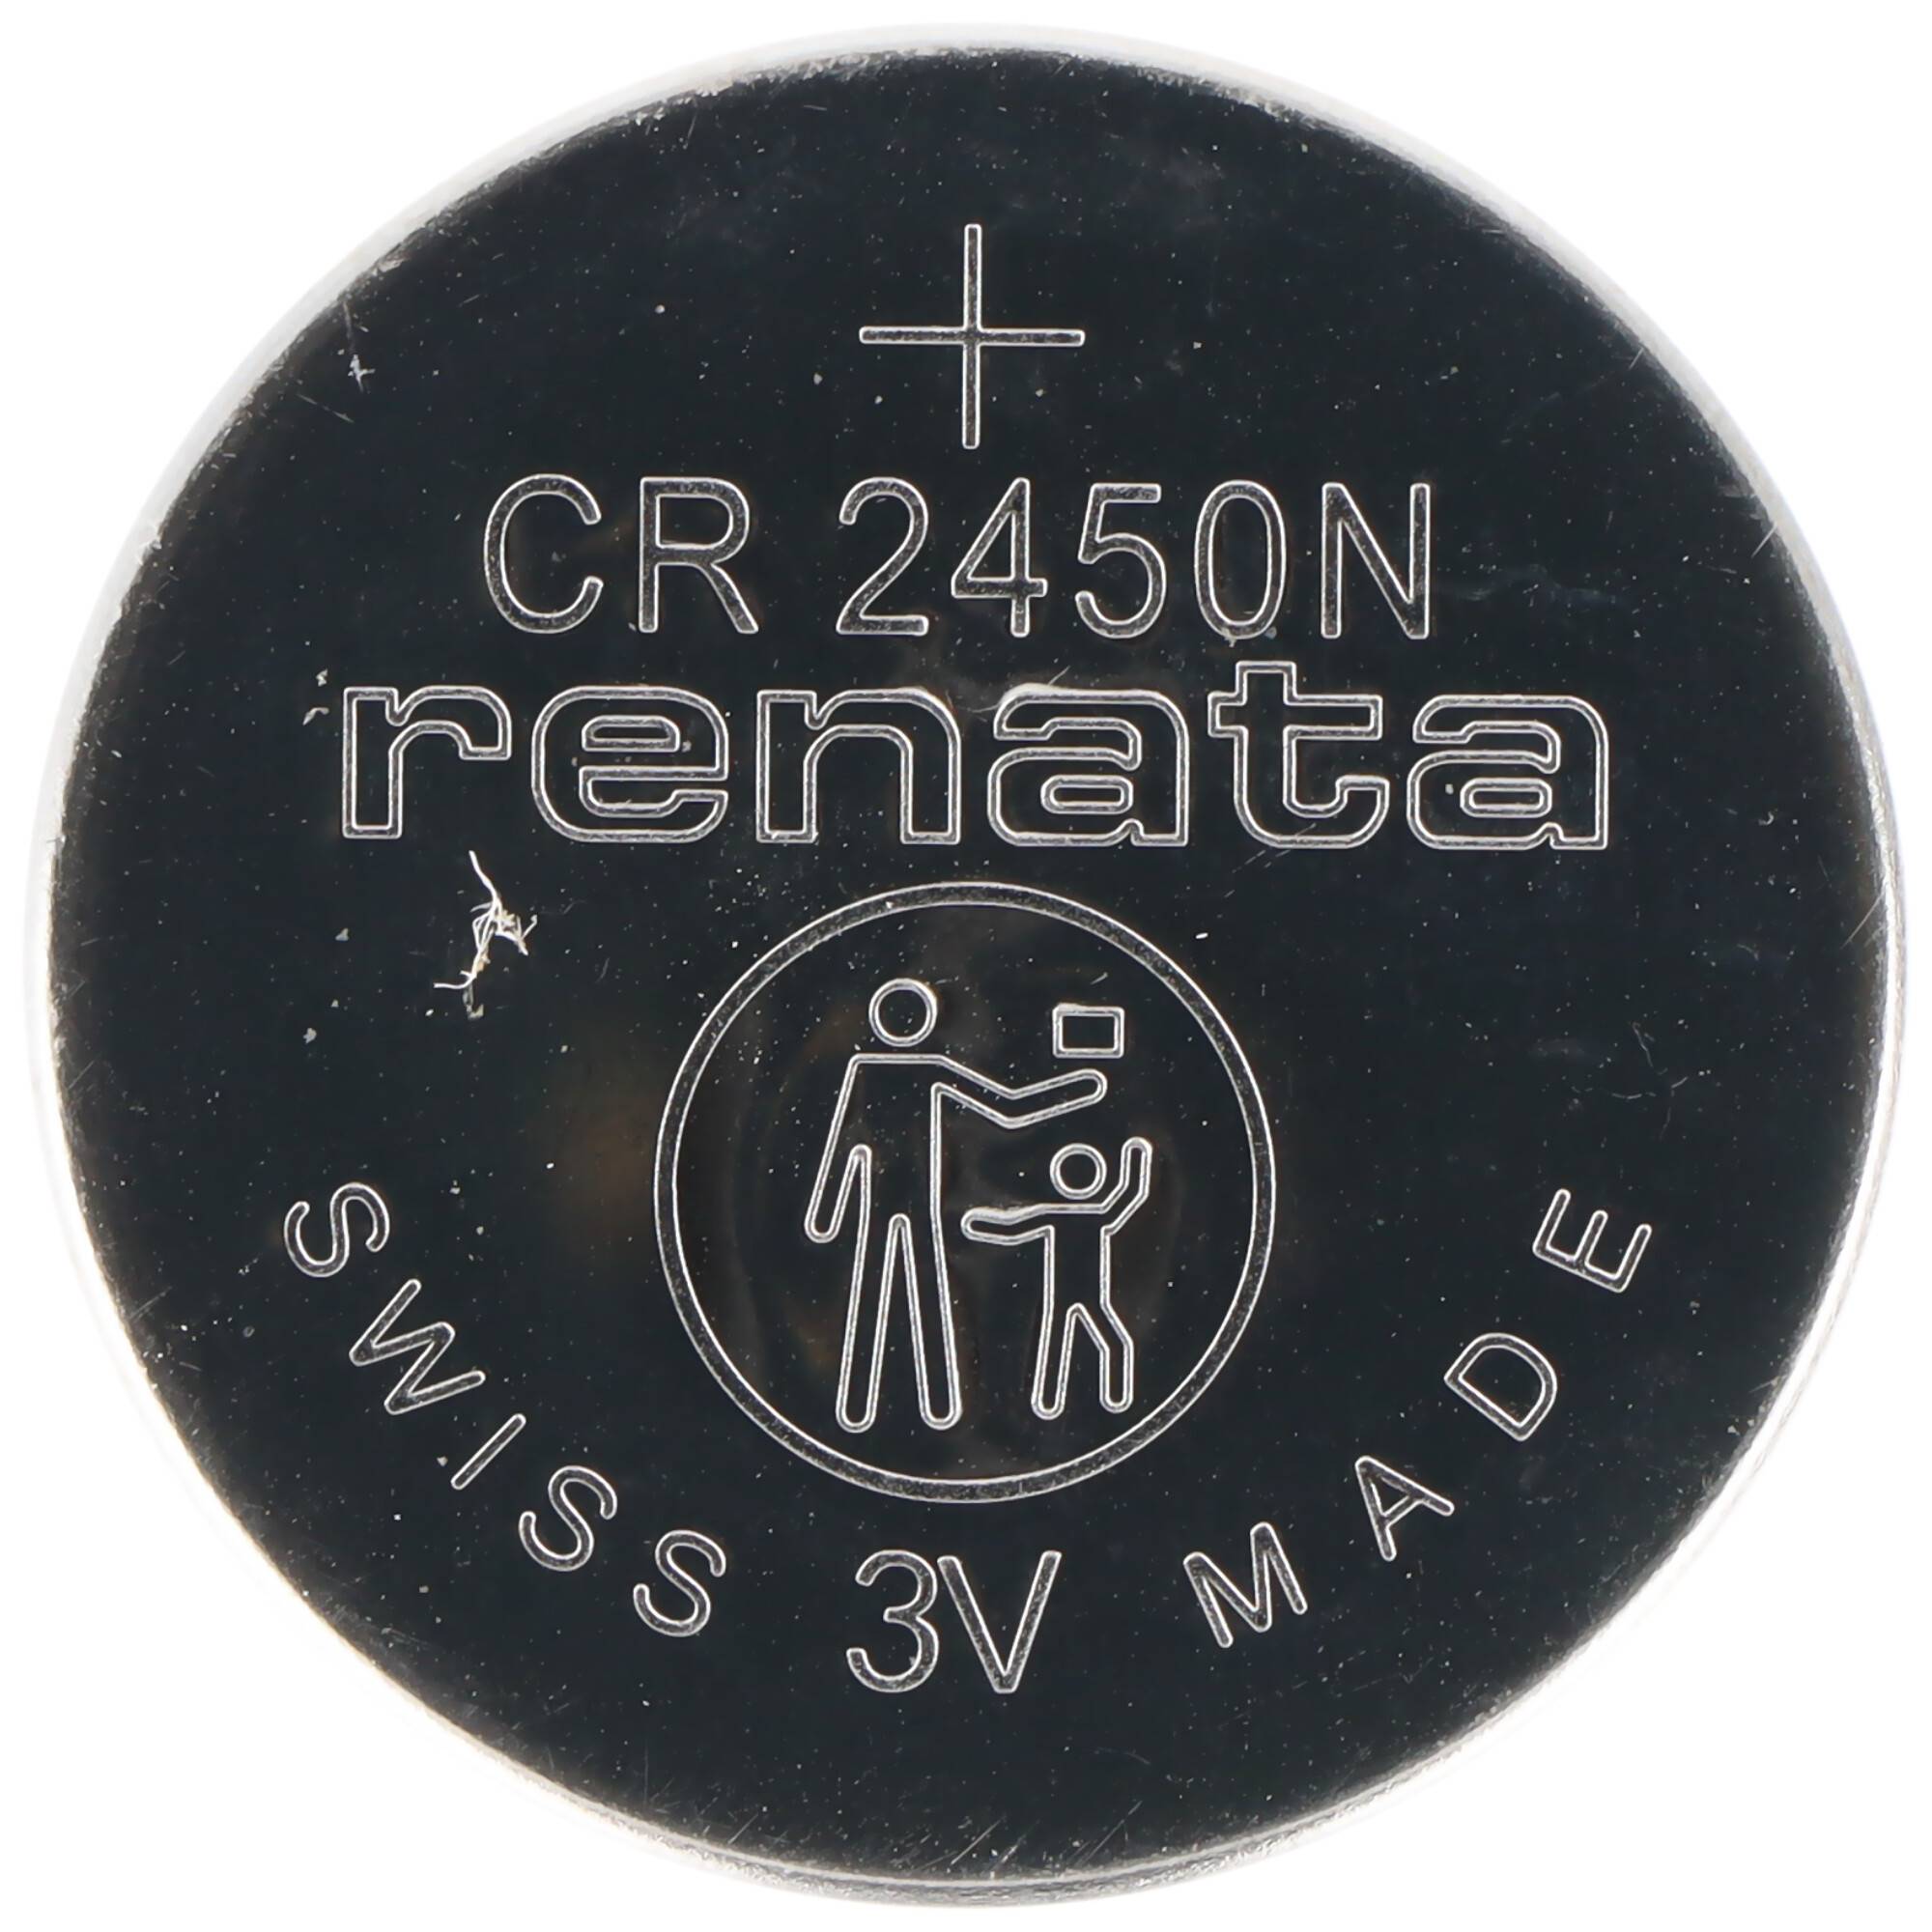 +
CR 2450N
renata
SWISS MADE
3V